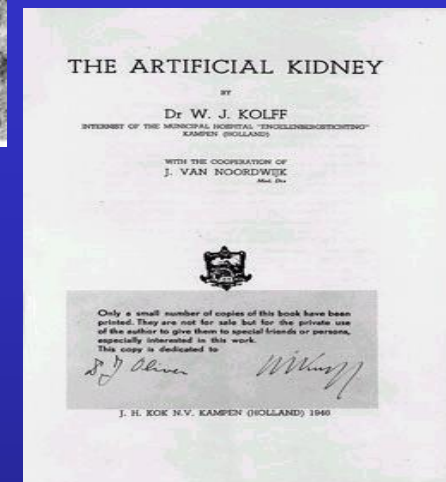 THE ARTIFICIAL KIDNEY
BY
Dr W. J. KOLFF
INTERNIST OF THE MUNICIPAL HOSPITAL "ENGELENBERGSTICHTING"
KAMPEN (HOLLAND)
WITH THE COOPERATION OF
J. VAN NOORDWIJK
Med. Drs
Only a small number of copies of this book have been
printed. They are not for sale but for the private use
of the author to give them to special friends or persons,
especially interested in this work.
This copy is dedicated to
Oliver
J. H. KOK N.V. KAMPEN (HOLLAND) 1946